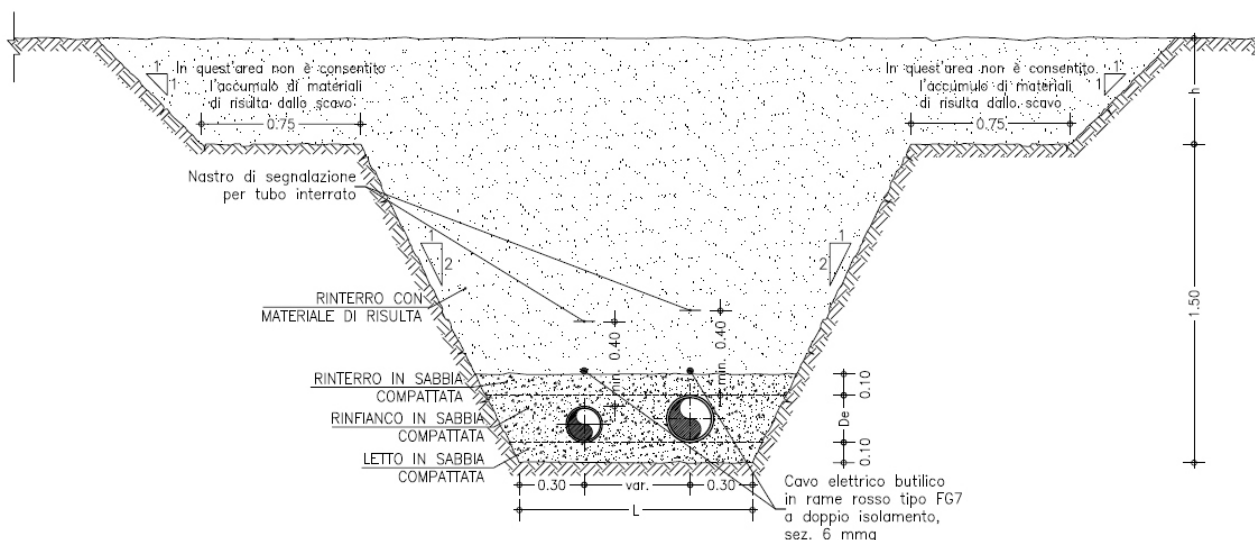 1
1
In quest'area non è consentito
l'accumulo di materiali
di risulta dallo scavo
0.75
In quest'area non è consentito
l'accumulo di materiali
di risulta dallo scavo
0.75
1
1
h
Nastro di segnalazione
per tubo interrato
1
2
1
2
RINTERRO CON
MATERIALE DI RISULTA
min. 0.40
min. 0.40
1.50
RINTERRO IN SABBIA
COMPATTATA
RINFIANCO IN SABBIA
COMPATTATA
LETTO IN SABBIA
COMPATTATA
0.10
De
0.10
0.30
var.
0.30
L
Cavo elettrico butilico
in rame rosso tipo FG7
a doppio isolamento,
sez. 6 mmq